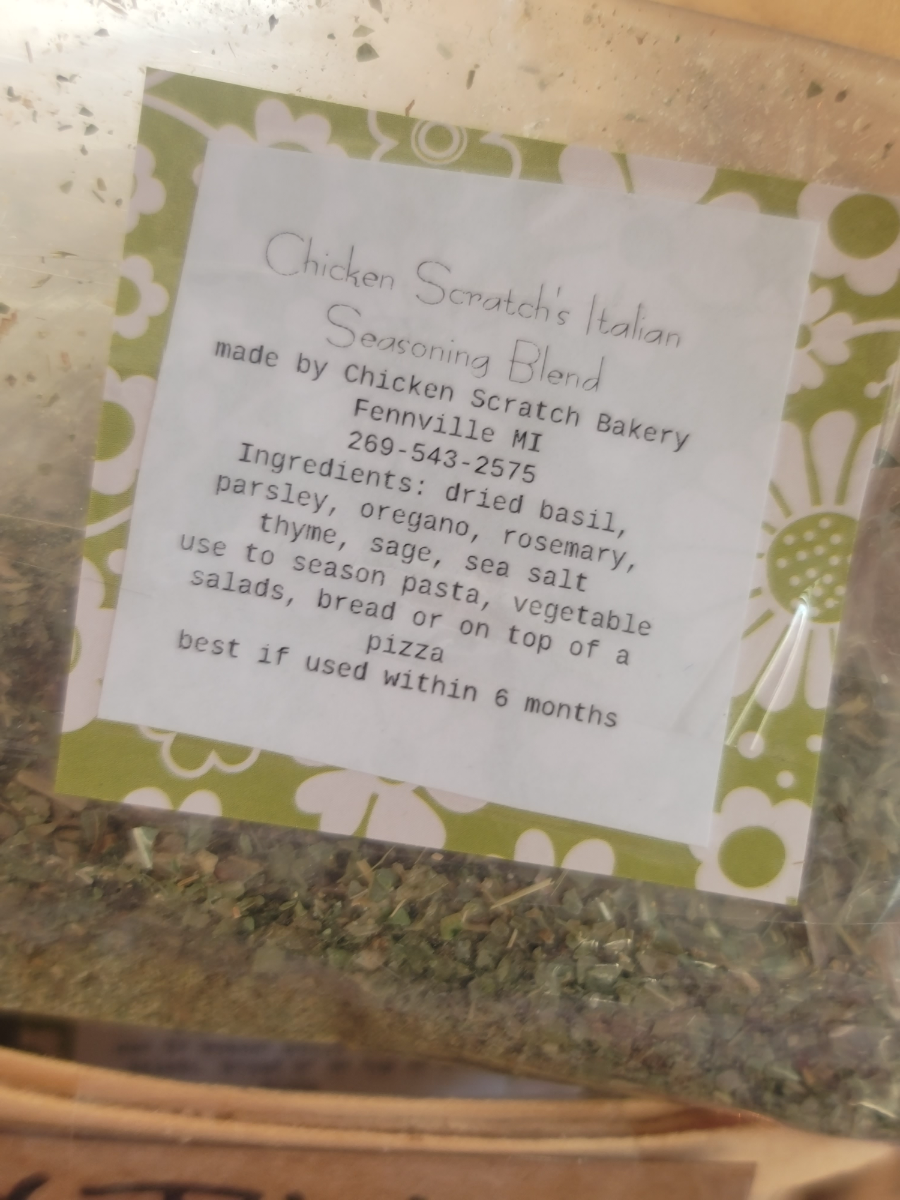 Chicken Scratch's Italian
Seasoning Blend
made by Chicken Scratch Bakery
Fennville MI
269-543-2575
Ingredients: dried basil,
parsley, oregano, rosemary,
thyme, sage, sea salt
use to season pasta, vegetable
salads, bread or on top of a
pizza
best if used within 6 months